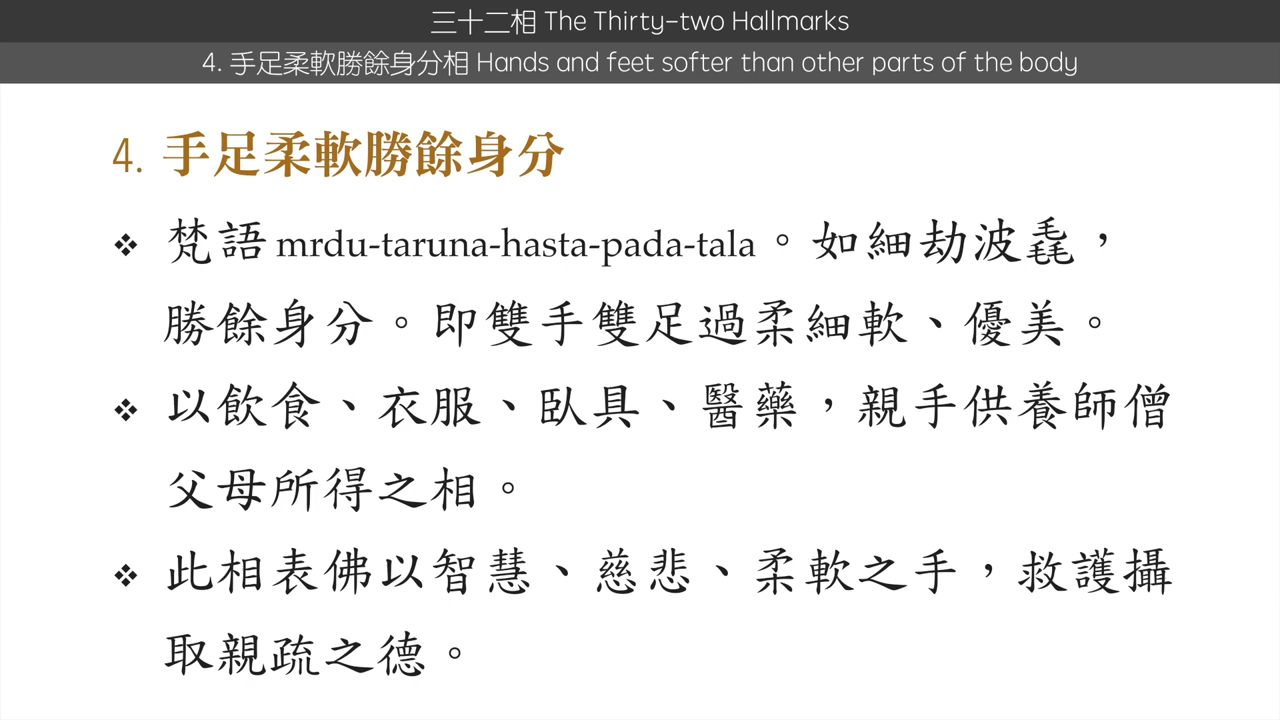 三十二相 The Thirty-two Hallmarks
4. 手足柔軟勝餘身分相 Hands and feet softer than other parts of the body
4. 手足柔軟勝餘身分
❖ 梵語 mrdu-taruna-hasta-pada-tala。如細劫波毳，
勝餘身分。即雙手雙足過柔細軟、優美。
❖ 以飲食、衣服、臥具、醫藥，親手供養師僧
父母所得之相。
❖ 此相表佛以智慧、慈悲、柔軟之手，救護攝
取親疏之德。